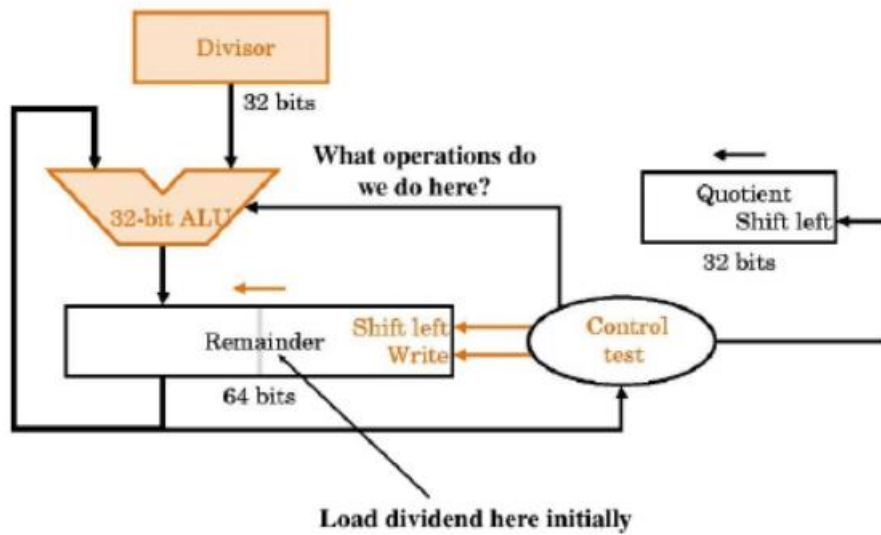 Divisor
32 bits
What operations do
we do here?
32-bit ALU
Quotient
Shift left
32 bits
Remainder
Shift left
Write
Control
test
64 bits
Load dividend here initially